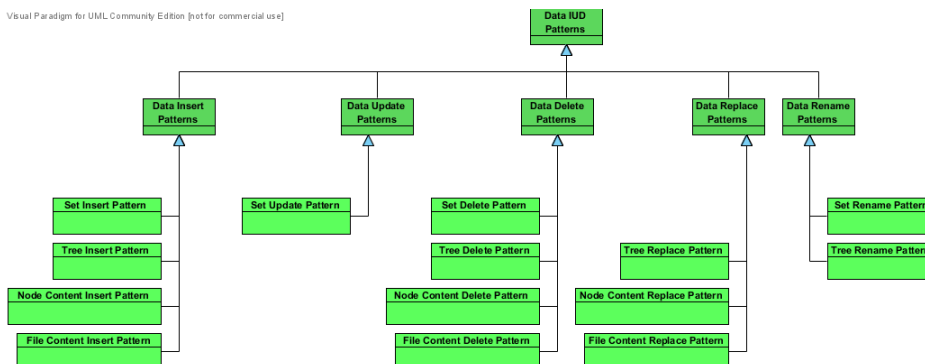 Visual Paradigm for UML Community Edition [not for commercial use]
Data IUD
Patterns
Data Insert
Patterns
Data Update
Patterns
Data Delete
Patterns
Data Replace
Patterns
Data Rename
Patterns
Set Insert Pattern
Set Update Pattern
Set Delete Pattern
Set Rename Pattern
Tree Insert Pattern
Tree Delete Pattern
Tree Replace Pattern
Tree Rename Pattern
Node Content Insert Pattern
Node Content Delete Pattern
Node Content Replace Pattern
File Content Insert Pattern
File Content Delete Pattern
File Content Replace Pattern